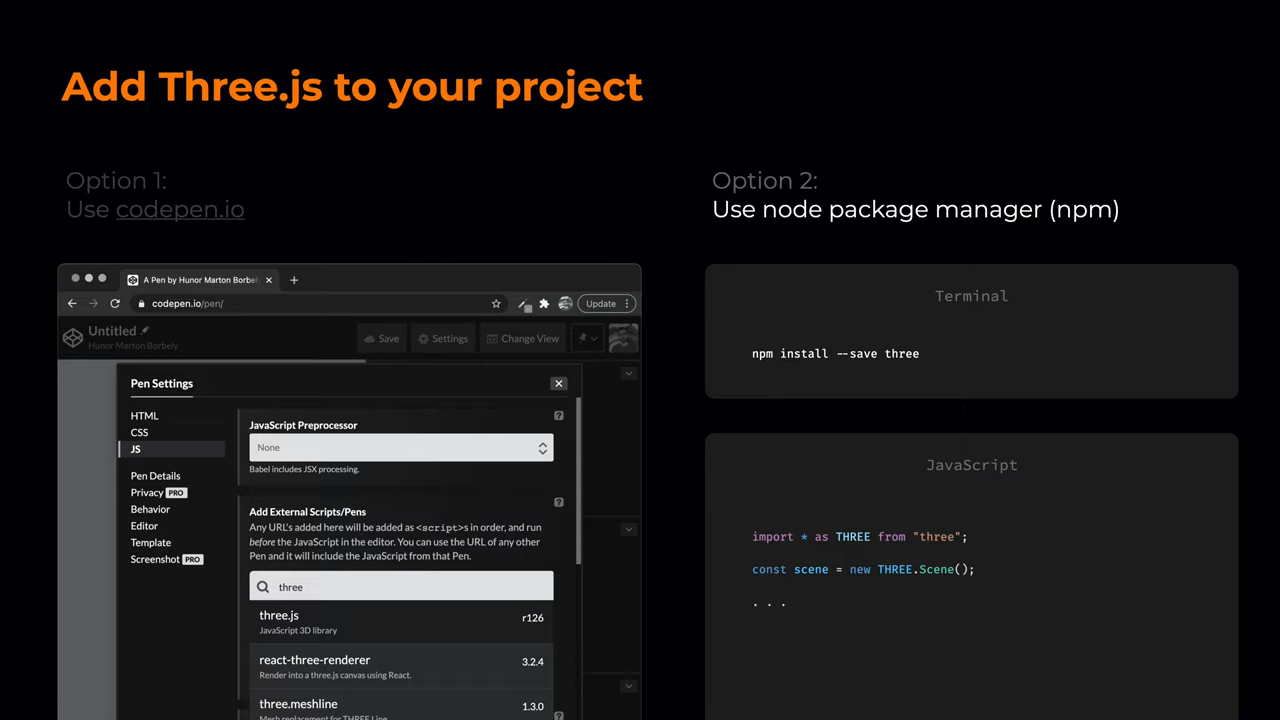 Add Three.js to your project
Option 1:
Use codepen.io
A Pen by Hunor Marton Borbel
codepen.io/pen/
Update
Untitled
Hunor Marton Borbely
Save
Settings
Change View
Pen Settings
HTML
CSS
JS
Pen Details
Privacy PRO
Behavior
Editor
Template
Screenshot PRO
JavaScript Preprocessor
None
Babel includes JSX processing.
Add External Scripts/Pens
Any URL's added here will be added as <script>s in order, and run
before the JavaScript in the editor. You can use the URL of any other
Pen and it will include the JavaScript from that Pen.
three
three.js r126
JavaScript 3D library
react-three-renderer 3.2.4
Render into a three.js canvas using React.
three.meshline 1.3.0
Mesh replacement for THREE.Line
Option 2:
Use node package manager (npm)
Terminal
npm install --save three
JavaScript
import * as THREE from "three";
const scene = new THREE.Scene();
. . .